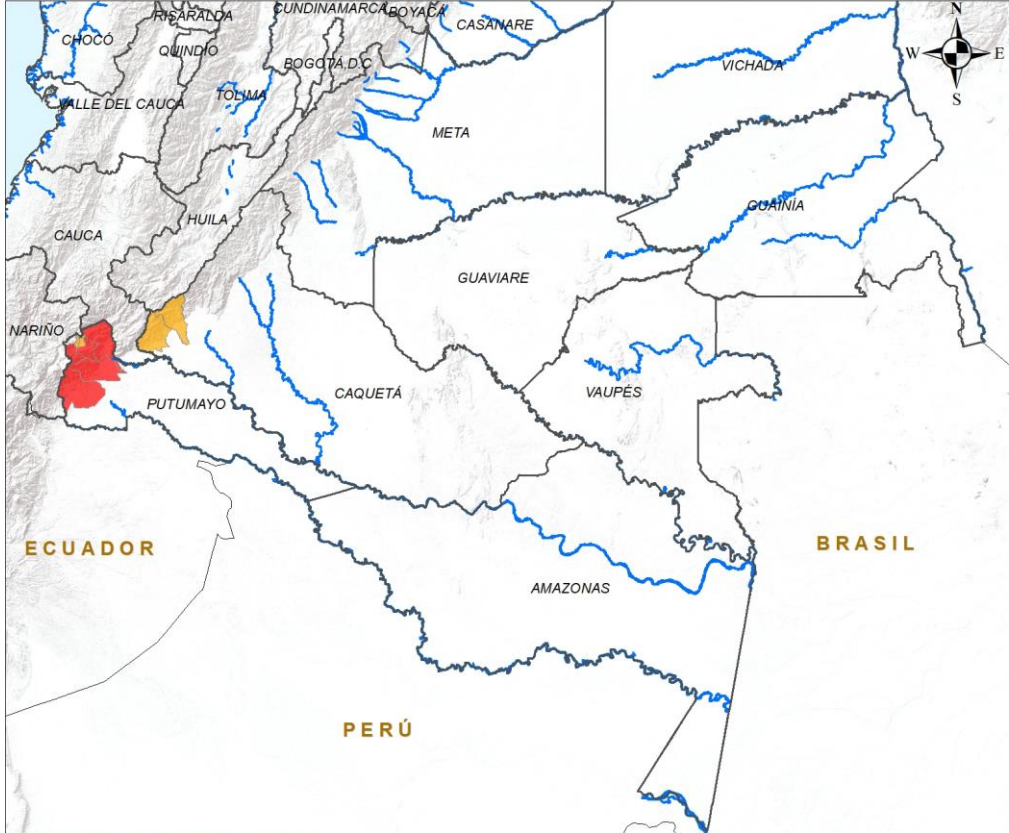 RISARALDA
CUNDINAMARCA
BOYACÁ
N
CHOCÓ
CASANARE
QUINDIO
W
E
BOGOTÁ D.C
VICHADA
TOLIMA
S
VALLE DEL CAUCA
META
GUAINÍA
HUILA
CAUCA
GUAVIARE
NARIÑO
CAQUETÁ
VAUPÉS
PUTUMAYO
BRASIL
ECUADOR
AMAZONAS
PERÚ